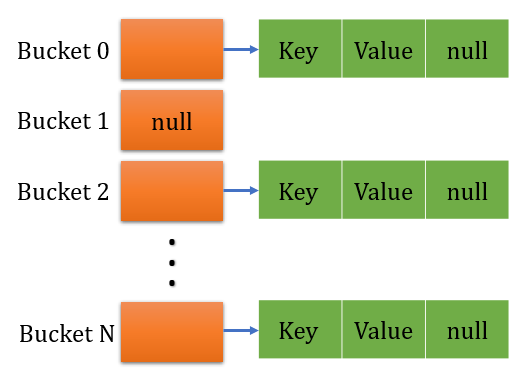 Bucket 0 Key Value null
Bucket 1 null
Bucket 2 Key Value null
Bucket N Key Value null